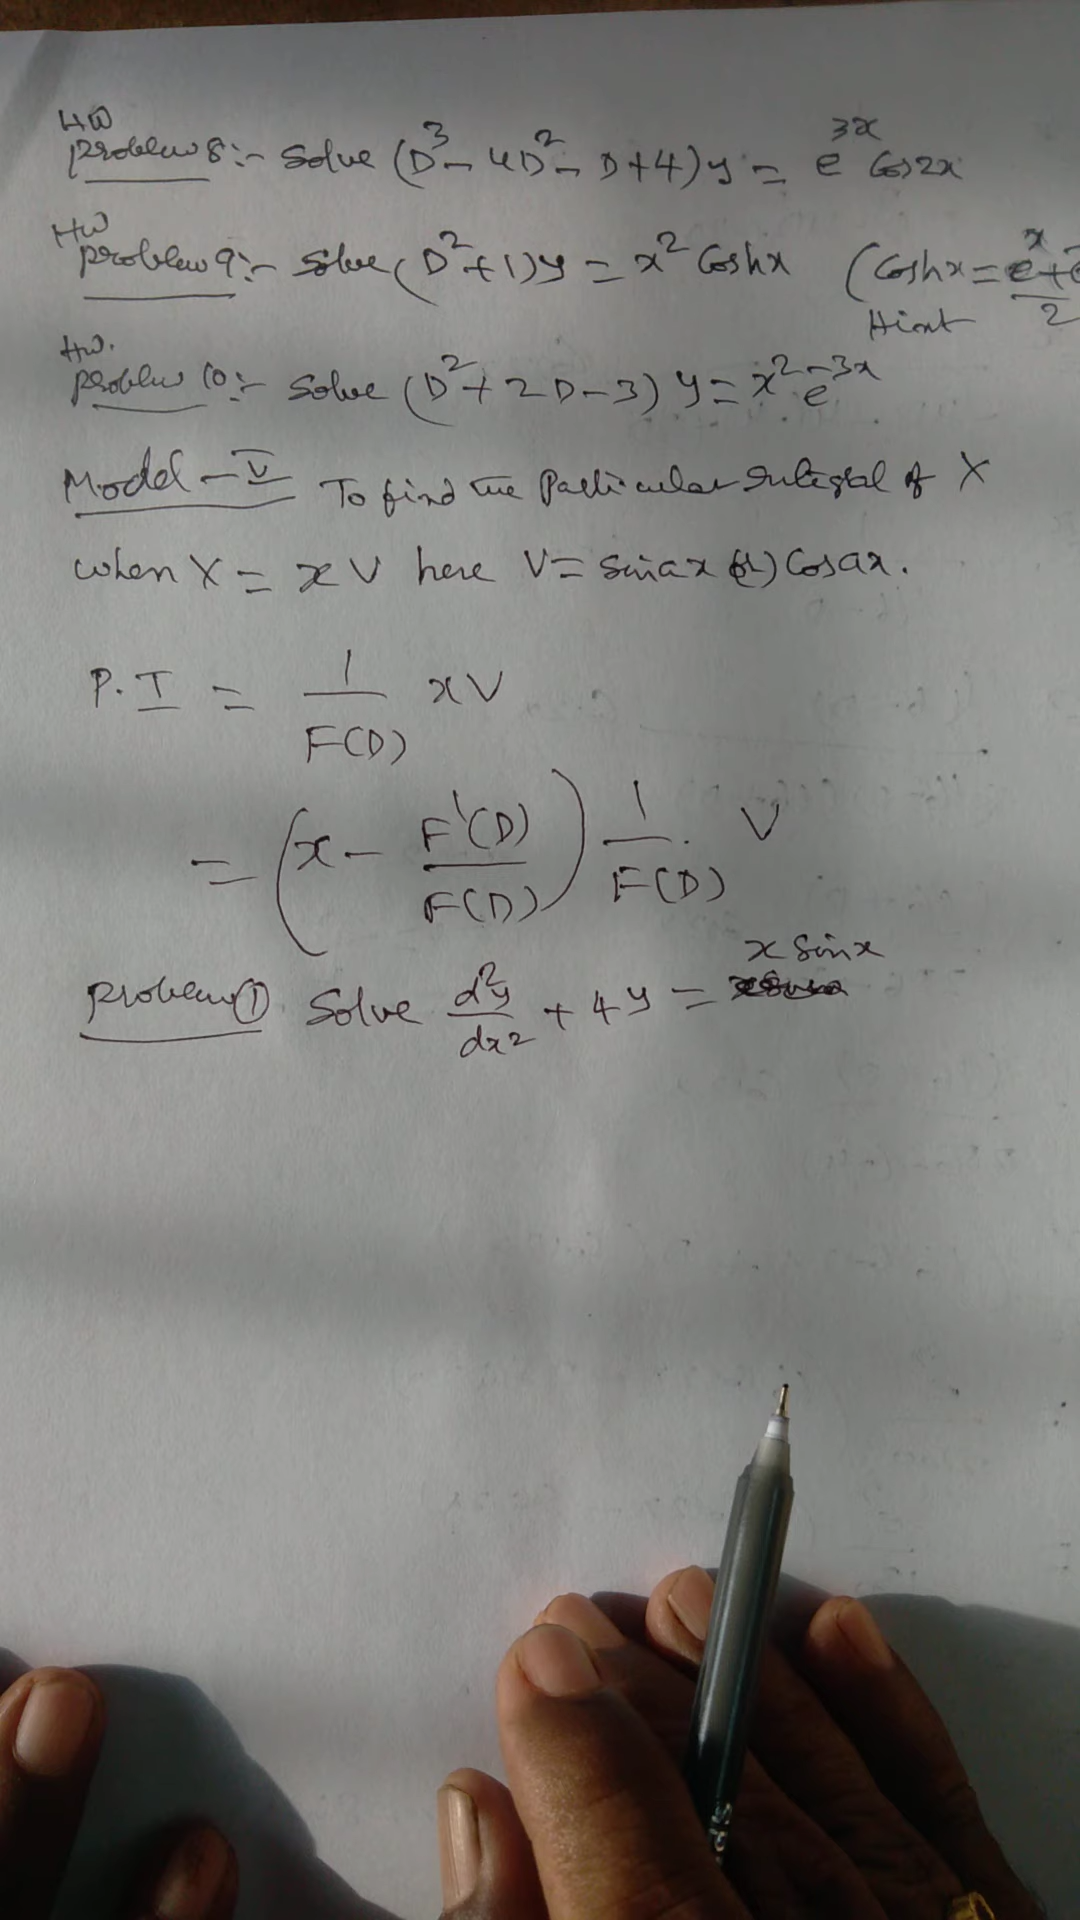 HW
Problem 8:- Solve (D³ - 4D² - D + 4)y = e³ˣ Cos2x
HW
Problem 9:- Solve (D² + 1)y = x² Coshx (Coshx = eˣ+e / 2
Hint
HW.
Problem 10:- Solve (D² + 2D - 3) y = x² e⁻³ˣ
Model - V To find the Particular Integral of X
when X = xV here V = Sinax (or) Cosax.
P.I = 1/F(D) xV
= (x - F'(D)/F(D)) 1/F(D) . V
Problem ① Solve d²y/dx² + 4y = x Sinx